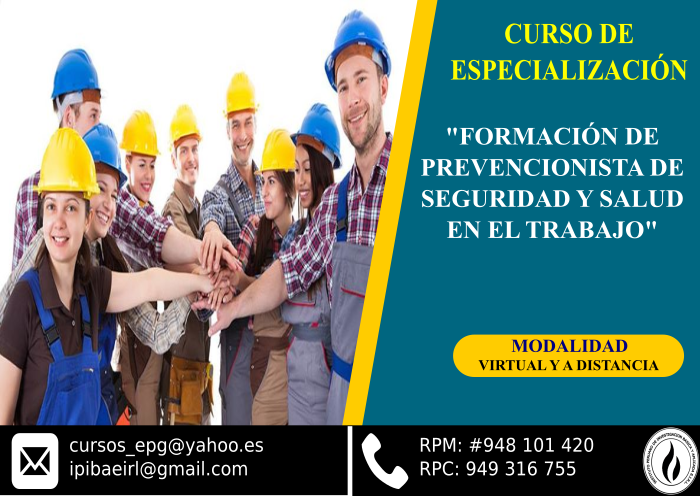 CURSO DE
ESPECIALIZACIÓN
"FORMACIÓN DE
PREVENCIONISTA DE
SEGURIDAD Y SALUD
EN EL TRABAJO"
MODALIDAD
VIRTUAL Y A DISTANCIA
cursos_epg@yahoo.es
ipibaeirl@gmail.com
RPM: #948 101 420
RPC: 949 316 755